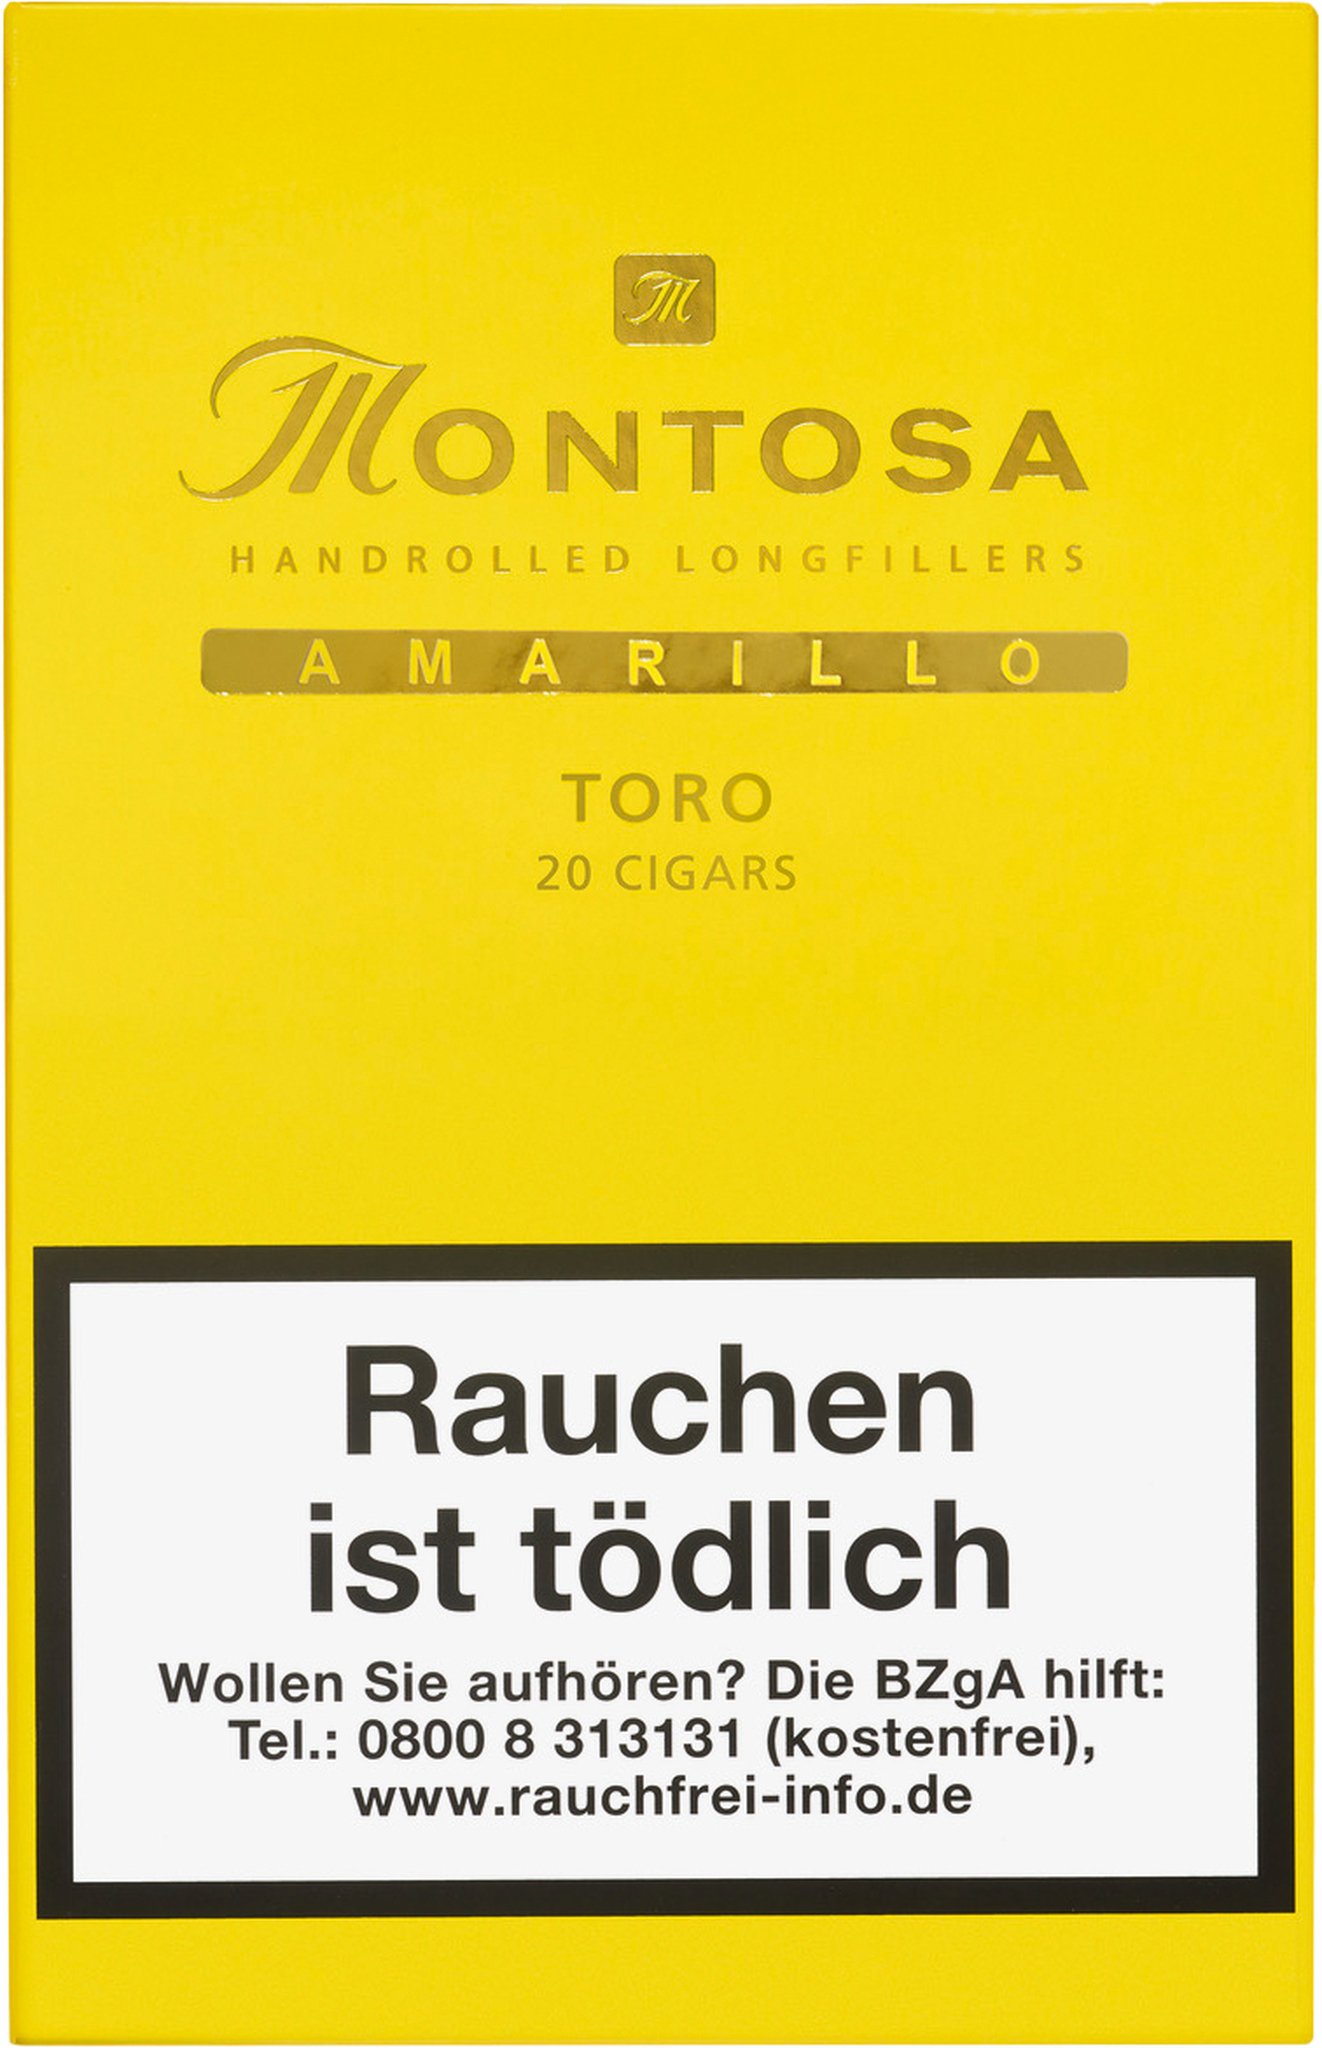 M
MONTOSA
HANDROLLED LONGFILLERS
AMARILLO
TORO
20 CIGARS
Rauchen
ist tödlich
Wollen Sie aufhören? Die BZgA hilft:
Tel.: 0800 8 313131 (kostenfrei),
www.rauchfrei-info.de